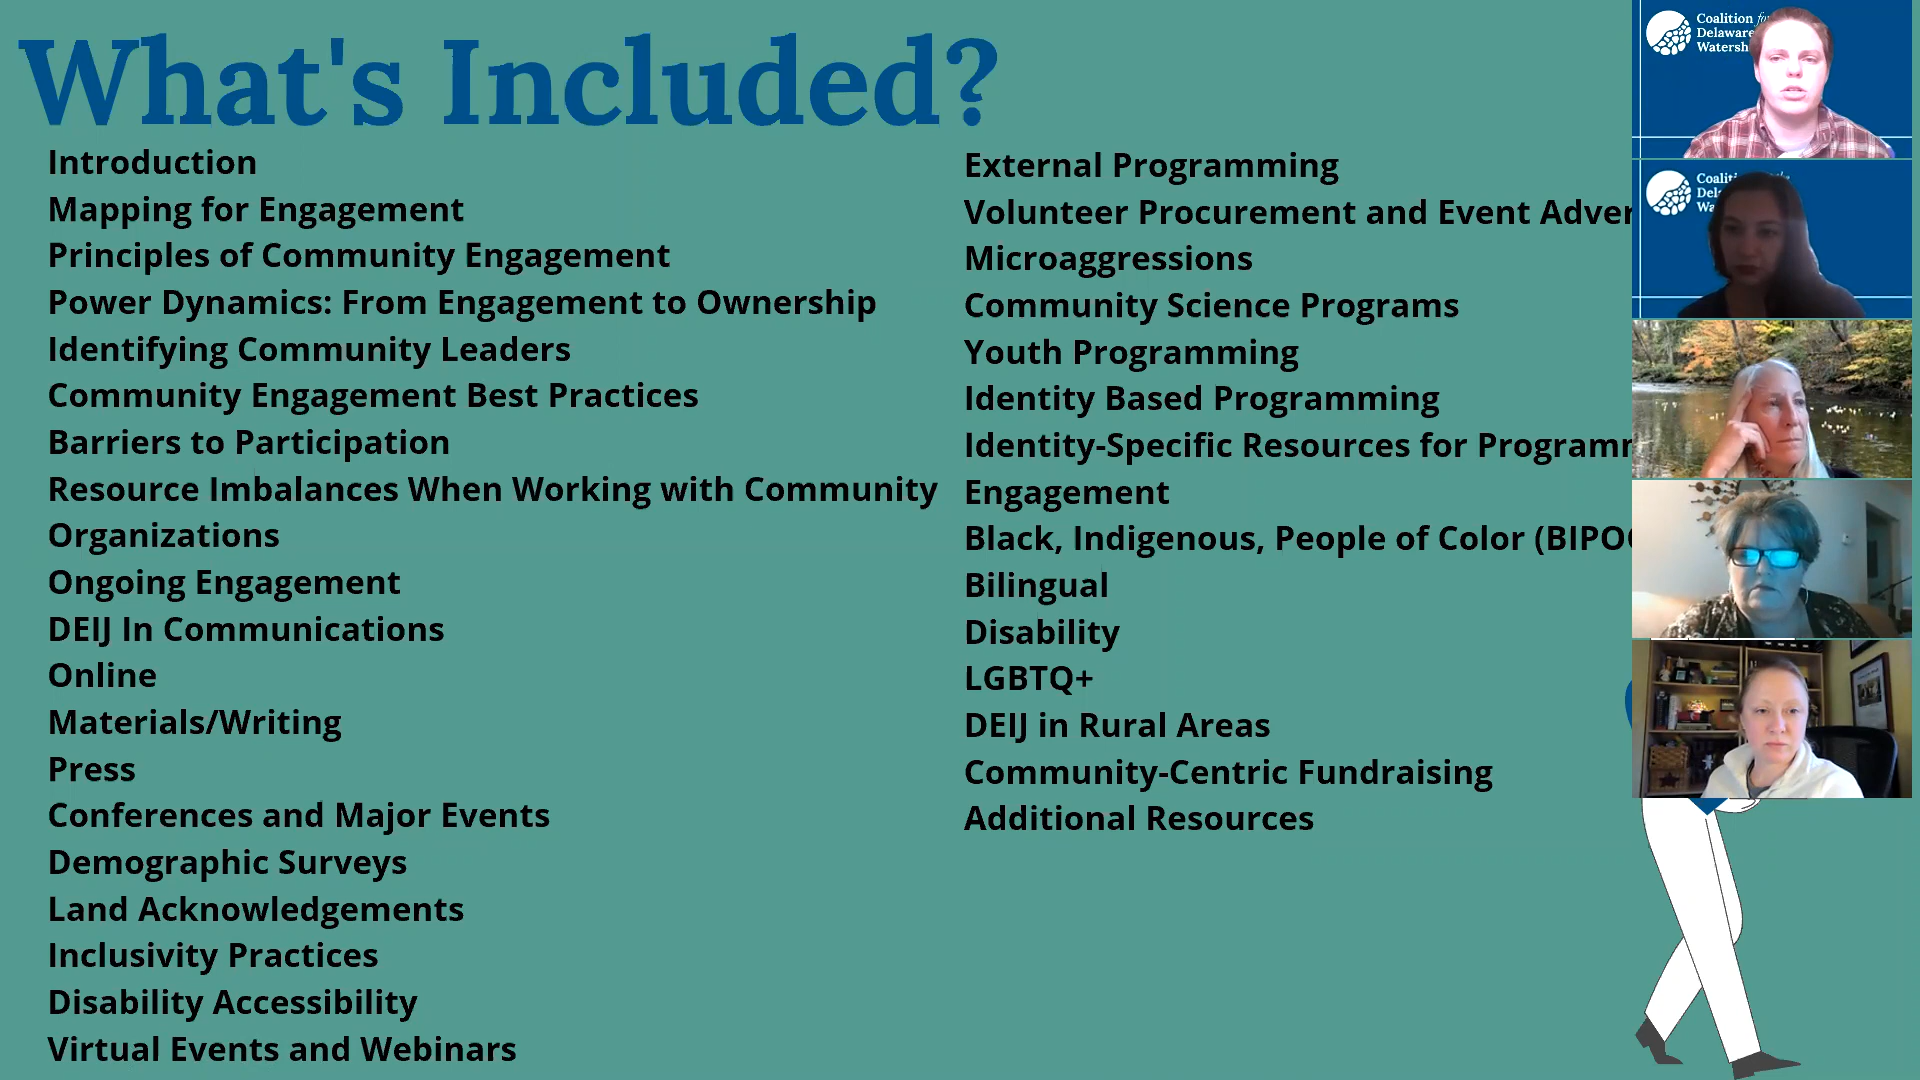 What's Included?
Introduction
Mapping for Engagement
Principles of Community Engagement
Power Dynamics: From Engagement to Ownership
Identifying Community Leaders
Community Engagement Best Practices
Barriers to Participation
Resource Imbalances When Working with Community
Organizations
Ongoing Engagement
DEIJ In Communications
Online
Materials/Writing
Press
Conferences and Major Events
Demographic Surveys
Land Acknowledgements
Inclusivity Practices
Disability Accessibility
Virtual Events and Webinars
External Programming
Volunteer Procurement and Event Adver
Microaggressions
Community Science Programs
Youth Programming
Identity Based Programming
Identity-Specific Resources for Programm
Engagement
Black, Indigenous, People of Color (BIPOC
Bilingual
Disability
LGBTQ+
DEIJ in Rural Areas
Community-Centric Fundraising
Additional Resources
Coalition for
Delaware
Watersh
Coaliti
Del
Wa